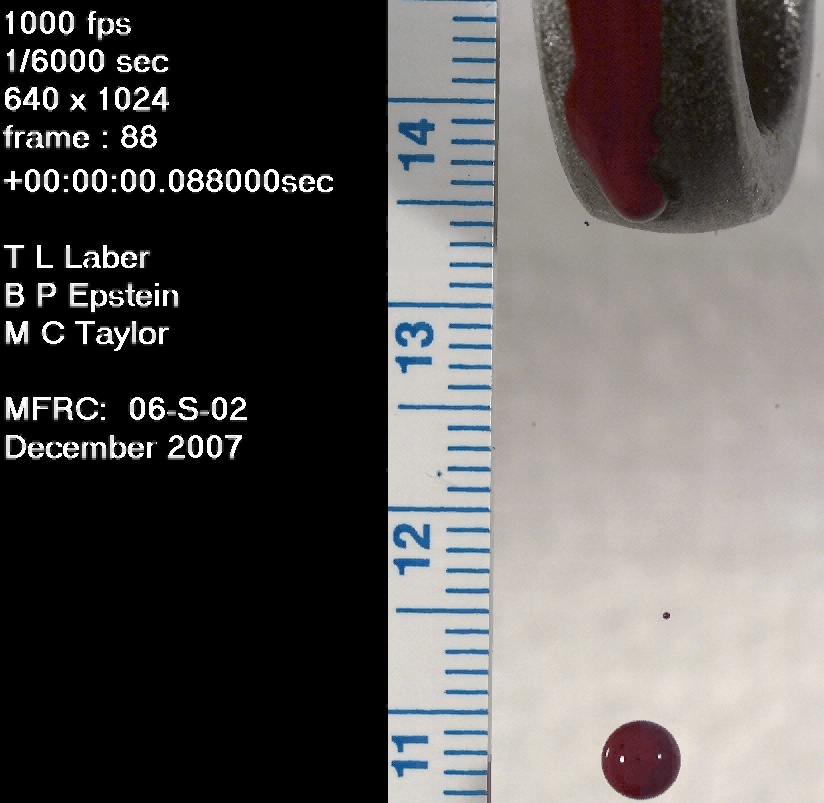 1000 fps
1/6000 sec
640 x 1024
frame : 88
+00:00:00.088000sec
T L Laber
B P Epstein
M C Taylor
MFRC: 06-S-02
December 2007
14
13
12
11